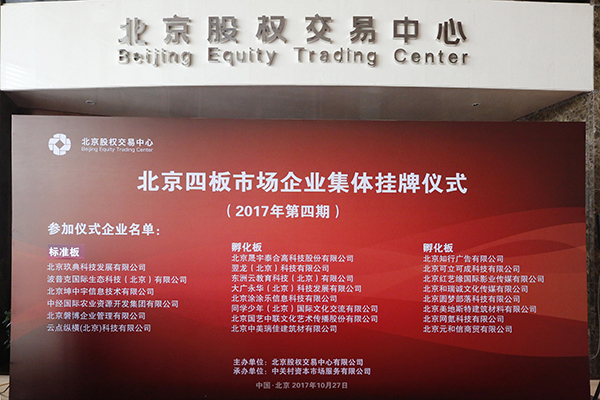 北京股权交易中心
Beijing Equity Trading Center
北京股权交易中心
Beijing Equity Trading Center
北京四板市场企业集体挂牌仪式
（2017年第四期）
参加仪式企业名单：
标准板
北京玖典科技发展有限公司
波普克国际生态科技（北京）有限公司
北京坤中宇信息技术有限公司
中经国际农业资源开发集团有限公司
北京磐博企业管理有限公司
云点纵横(北京)科技有限公司
孵化板
北京晟宇泰合高科技股份有限公司
翌龙（北京）科技有限公司
东洲云教育科技（北京）有限公司
大广永华（北京）科技发展有限公司
北京涂涂乐信息科技有限公司
同学少年（北京）国际文化交流有限公司
北京国艺中联文化艺术传播股份有限公司
北京中美瑞佳建筑材有限公司
孵化板
北京知行广告有限公司
北京可立可成科技有限公司
北京红艺缘国际影业传媒有限公司
北京和瑞诚文化传媒有限公司
北京圆梦部落科技有限公司
北京美地斯特建筑材料有限公司
北京网氪科技有限公司
北京元和信商贸有限公司
主办单位：北京股权交易中心有限公司
承办单位：中关村资本市场服务有限公司
中国·北京 2017年10月27日